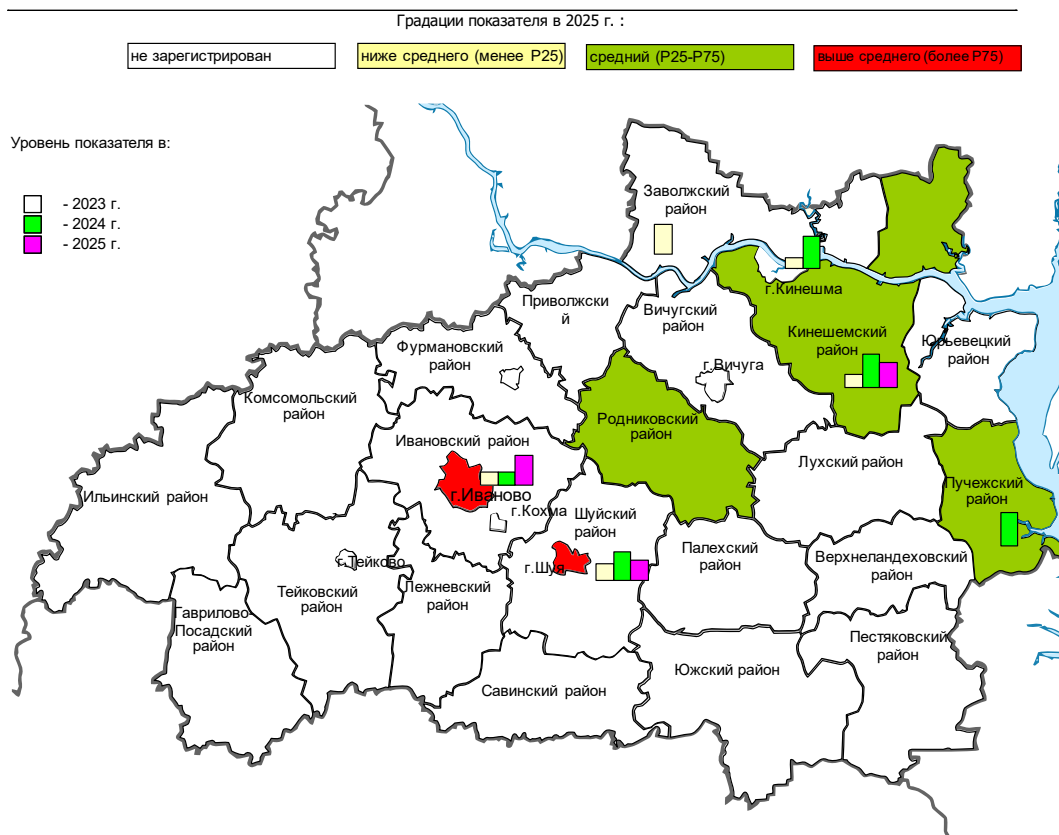 Градации показателя в 2025 г. :
не зарегистрирован
ниже среднего (менее P25)
средний (P25-P75)
выше среднего (более P75)
Уровень показателя в:
- 2023 г.
- 2024 г.
- 2025 г.
Заволжский
район
г.Кинешма
Приволжски
й
Вичугский
район
Кинешемский
район
Юрьевецкий
район
Фурмановский
район
г.Вичуга
Комсомольский
район
Родниковский
район
Ивановский район
Лухский район
Ильинский район
г.Иваново
Пучежский
район
г.Кохма
Шуйский
район
Палехский
район
Верхнеландеховский
район
г.Тейково
г.Шуя
Тейковский
район
Лежневский
район
Гаврилово-
Посадский
район
Пестяковский
район
Савинский район
Южский район